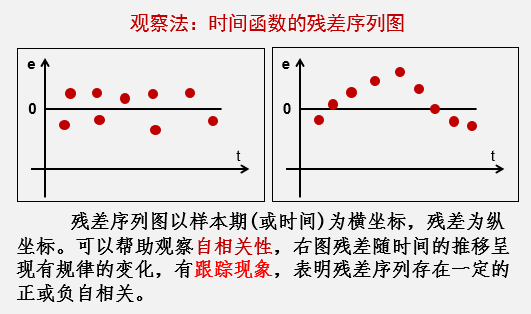 观察法：时间函数的残差序列图
e
0
t
e
0
t
残差序列图以样本期(或时间)为横坐标，残差为纵
坐标。可以帮助观察自相关性，右图残差随时间的推移呈
现有规律的变化，有跟踪现象，表明残差序列存在一定的
正或负自相关。